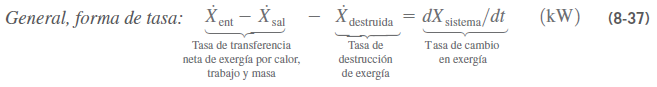 General, forma de tasa: Ẋent − Ẋsal − Ẋdestruida = dXsistema/dt (kW) (8-37)
Tasa de transferencia neta de exergía por calor, trabajo y masa
Tasa de destrucción de exergía
Tasa de cambio en exergía